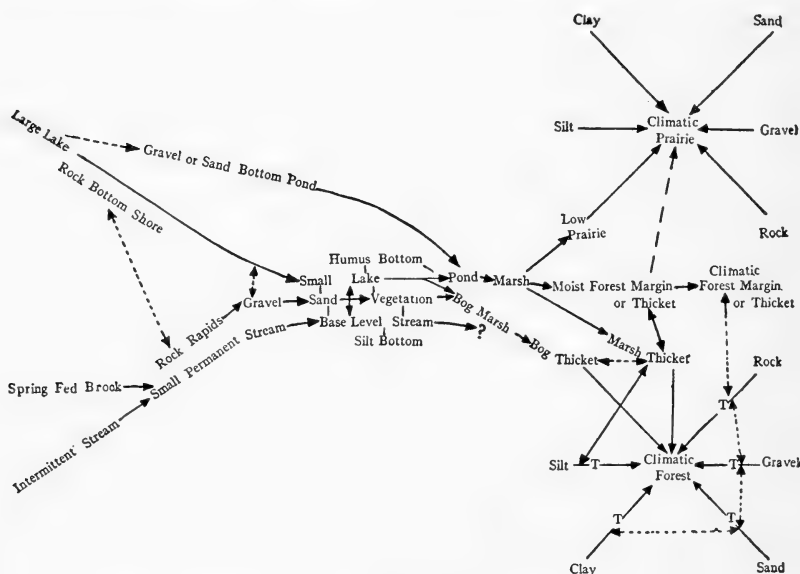 Clay
Sand
Silt
Climatic
Prairie
Gravel
Rock
Large Lake
Gravel or Sand Bottom Pond
Rock Bottom Shore
Low
Prairie
Humus Bottom
Small
Lake
Pond
Marsh
Moist Forest Margin
or Thicket
Climatic
Forest Margin
or Thicket
Rock Rapids
Gravel
Sand
Vegetation
Bog Marsh
Bog
Thicket
Base Level
Stream
?
Silt Bottom
Marsh
Thicket
Spring Fed Brook
Small Permanent Stream
Intermittent Stream
Rock
T
Silt
T
Climatic
Forest
T
Gravel
T
T
Clay
Sand